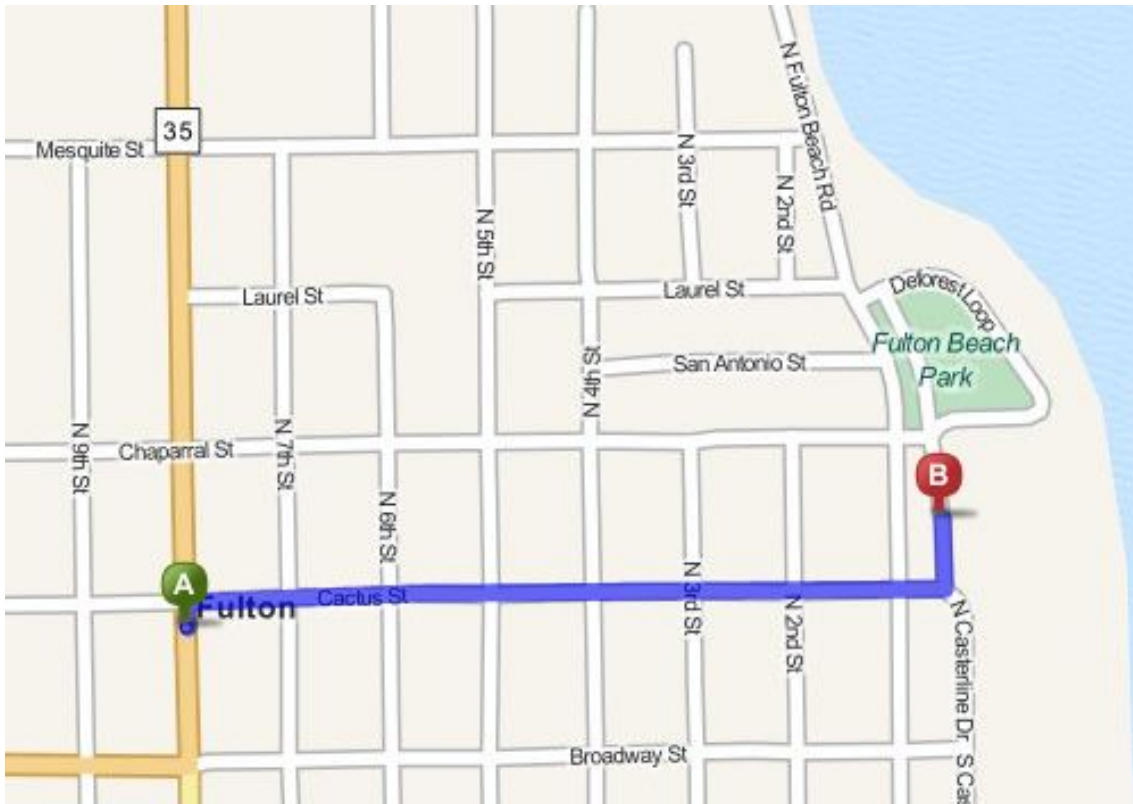 N Fulton Beach Rd
35
Mesquite St
N 3rd St
N 2nd St
N 5th St
Laurel St
Laurel St
Deforest Loop
Fulton Beach
Park
San Antonio St
N 4th St
N 9th St
Chaparral St
N 7th St
B
N 6th St
A
Fulton
Cactus St
N 3rd St
N 2nd St
N Casterline Dr
S Cas
Broadway St